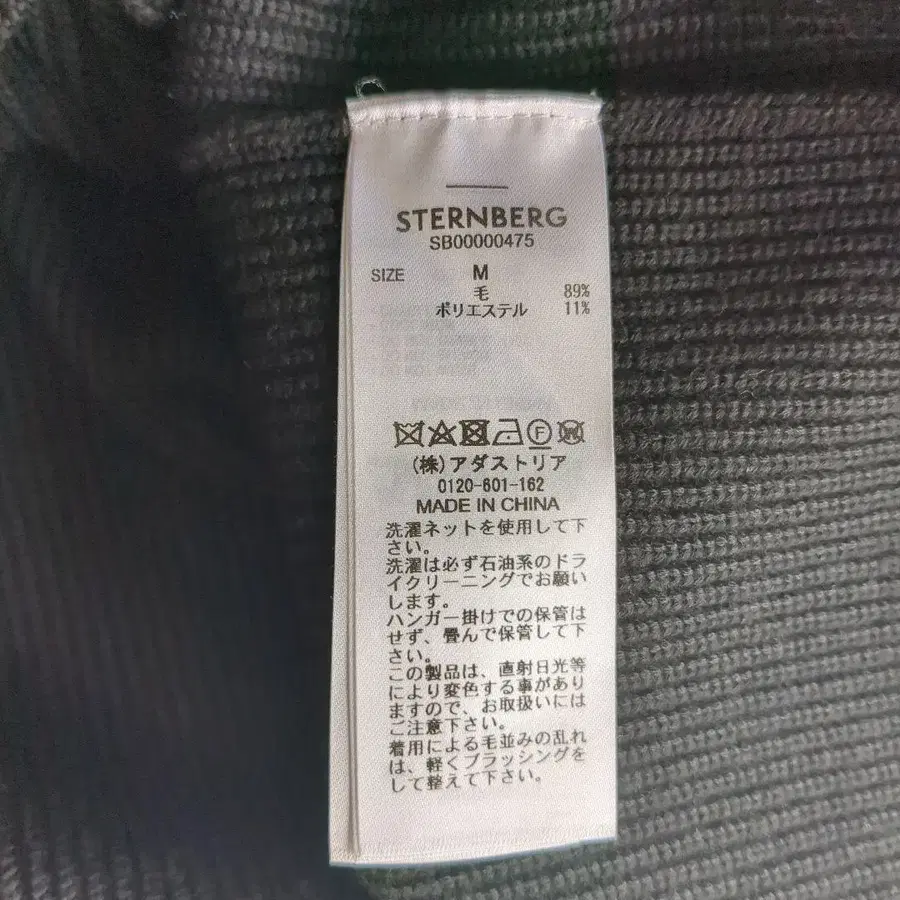 STERNBERG
SB00000475
SIZE M
毛 89%
ポリエステル 11%
(株)アダストリア
0120-601-162
MADE IN CHINA
洗濯ネットを使用して下
さい。
洗濯は必ず石油系のドラ
イクリーニングでお願い
します。
ハンガー掛けでの保管は
せず、畳んで保管して下
さい。
この製品は、直射日光等
により変色する事があり
ますので、お取扱いには
ご注意下さい。
着用による毛並みの乱れ
は、軽くブラッシングを
して整えて下さい。